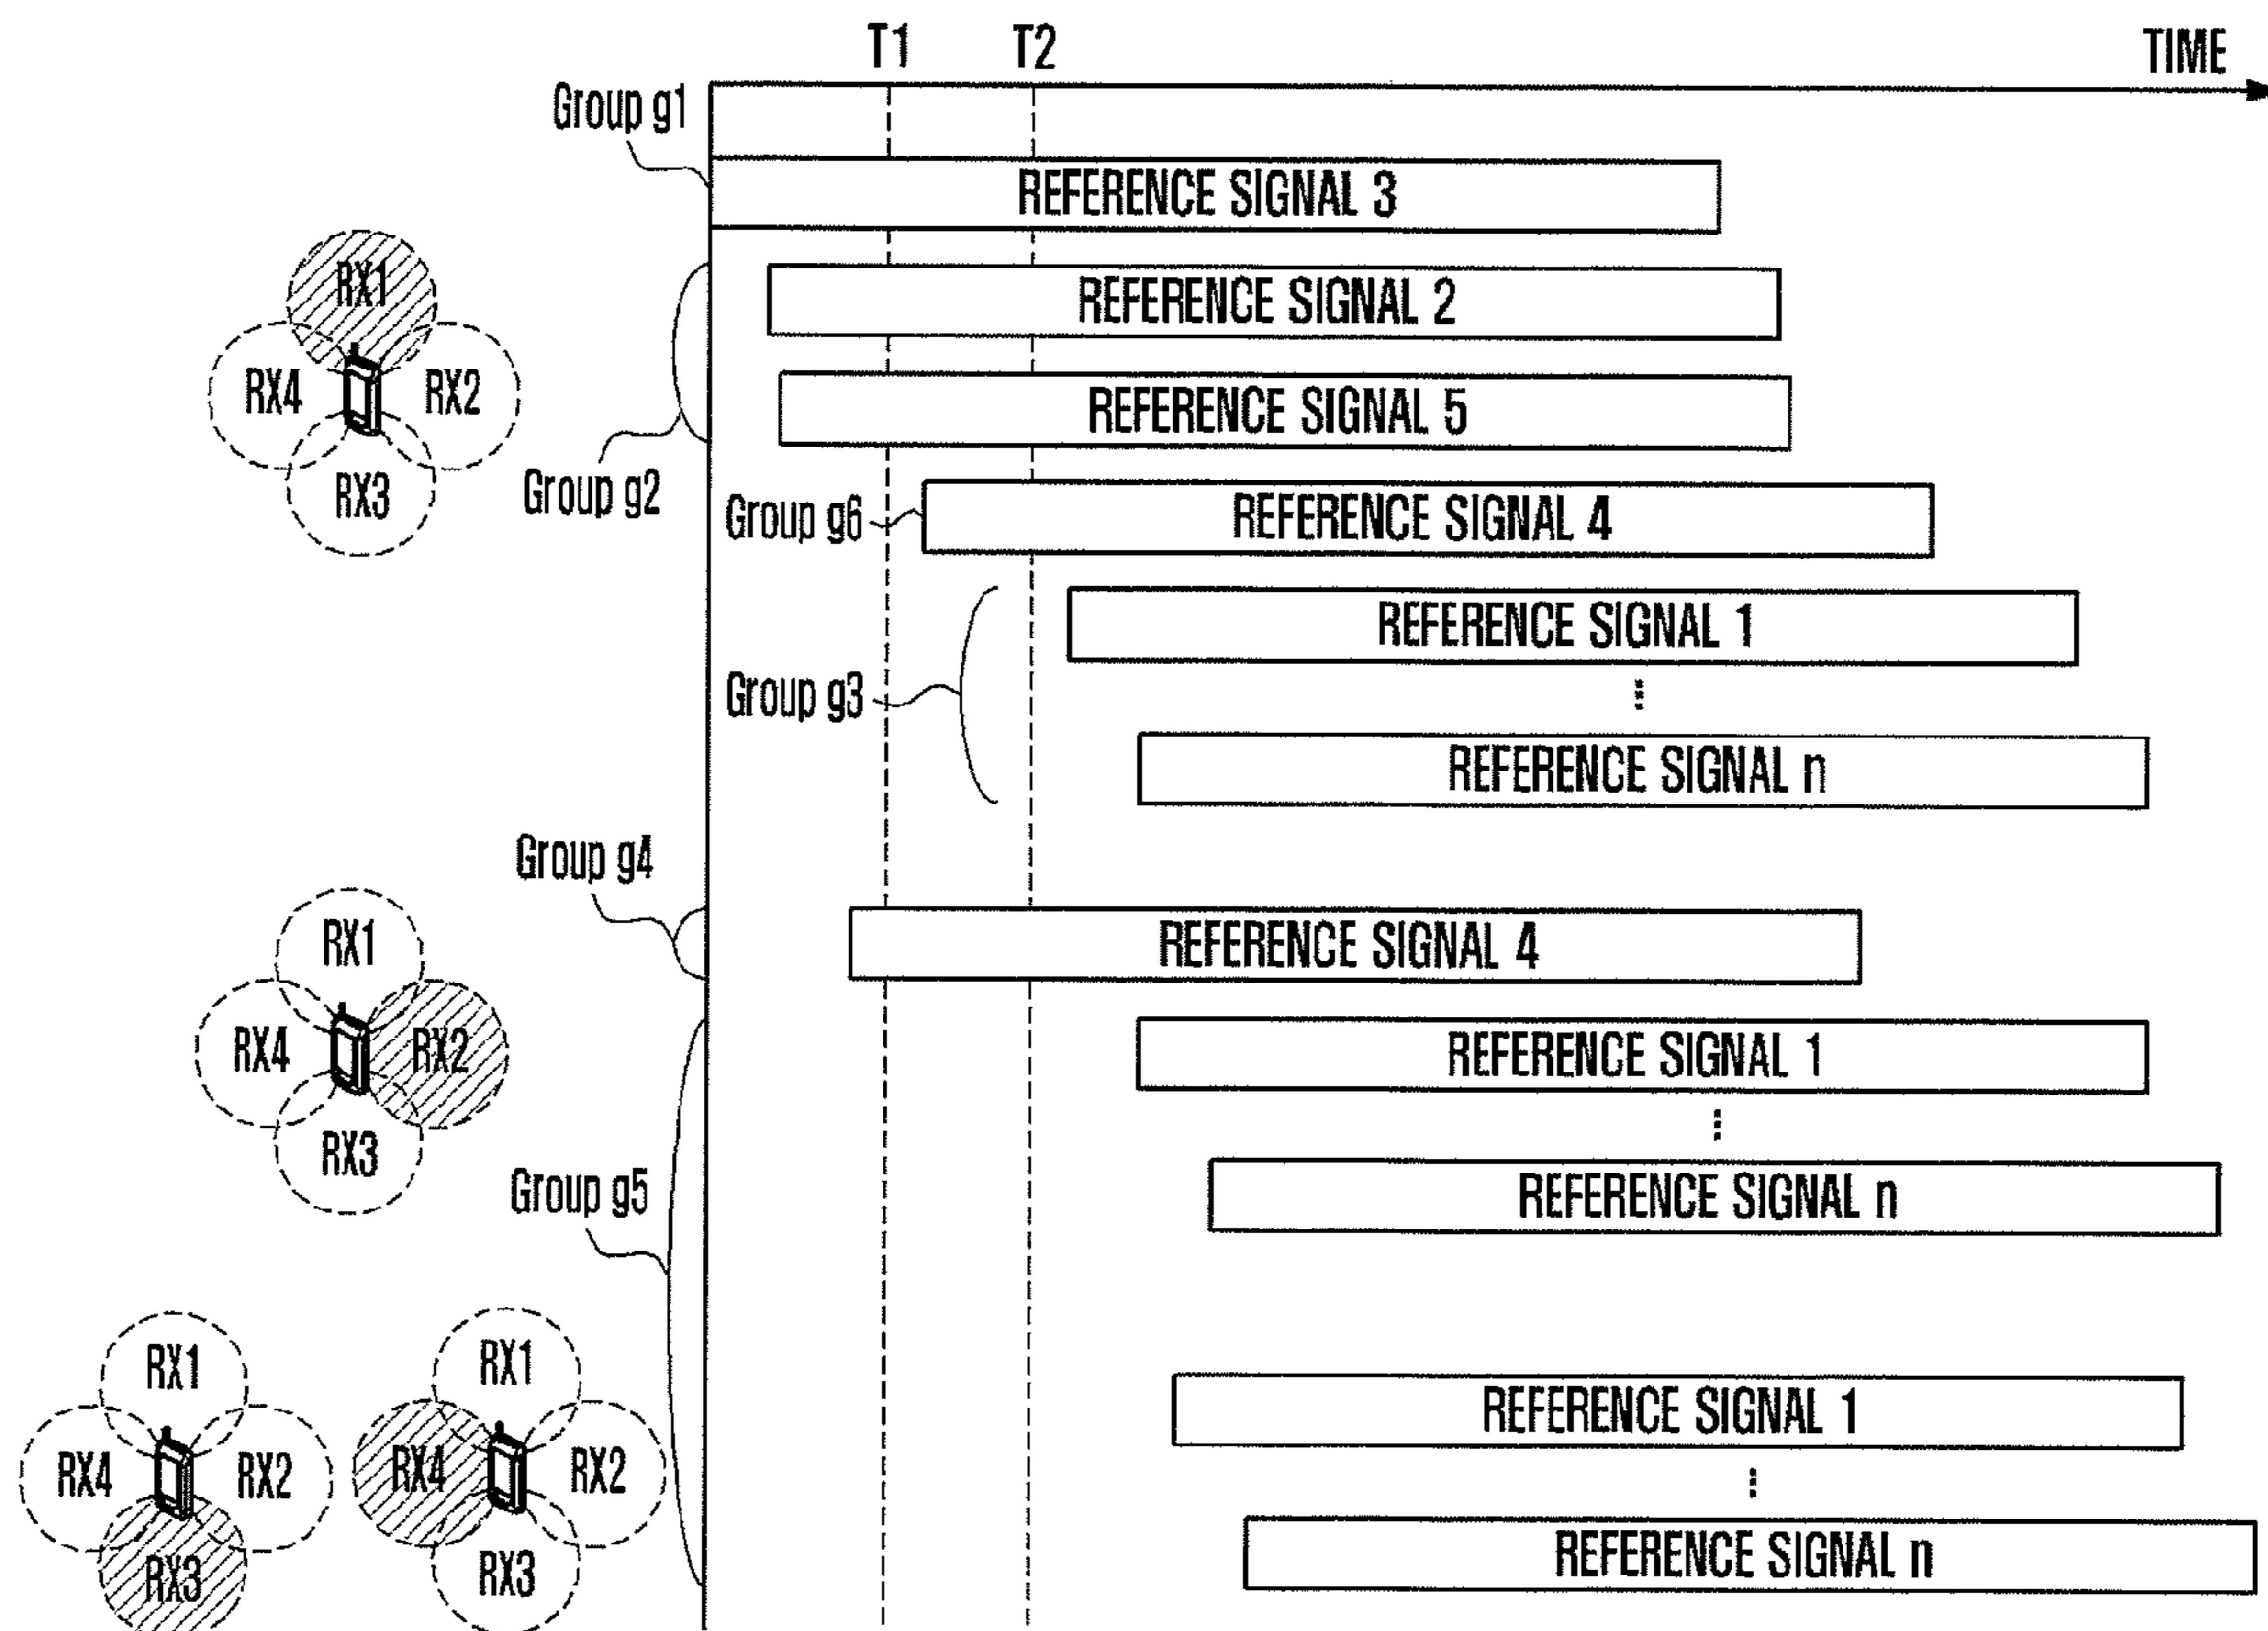 T1
T2
TIME
Group g1
REFERENCE SIGNAL 3
REFERENCE SIGNAL 2
REFERENCE SIGNAL 5
RX1
RX4
RX2
RX3
Group g2
Group g6
REFERENCE SIGNAL 4
REFERENCE SIGNAL 1
Group g3
REFERENCE SIGNAL n
Group g4
REFERENCE SIGNAL 4
RX1
RX4
RX2
RX3
REFERENCE SIGNAL 1
Group g5
REFERENCE SIGNAL n
RX1
RX4
RX2
RX3
RX1
RX4
RX2
RX3
REFERENCE SIGNAL 1
REFERENCE SIGNAL n